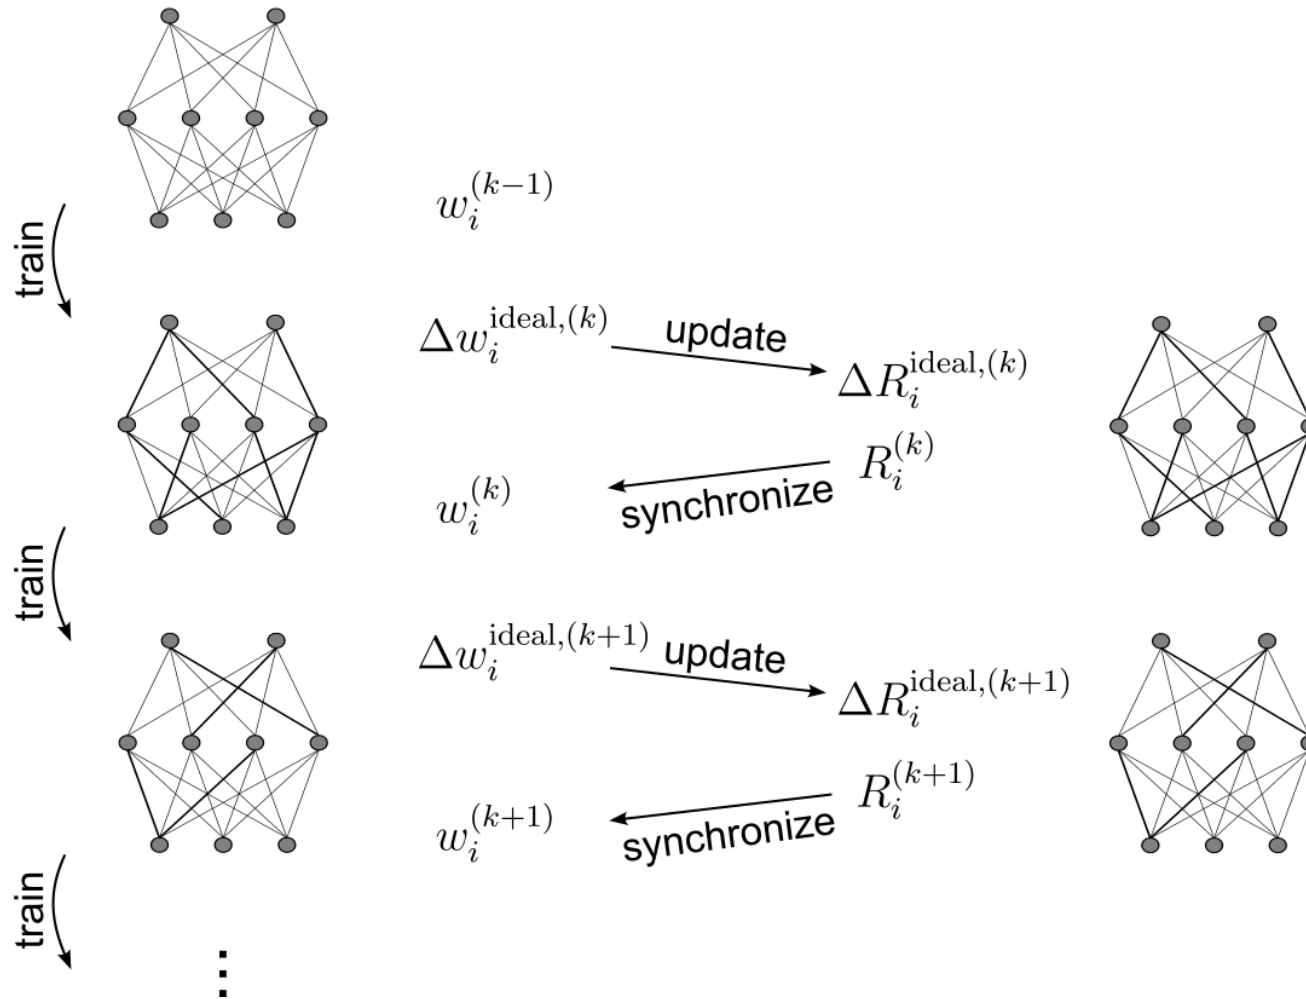 w_i^{(k-1)}
train
Δw_i^{ideal,(k)}
update
ΔR_i^{ideal,(k)}
R_i^{(k)}
synchronize
w_i^{(k)}
train
Δw_i^{ideal,(k+1)}
update
ΔR_i^{ideal,(k+1)}
R_i^{(k+1)}
synchronize
w_i^{(k+1)}
train
⋮